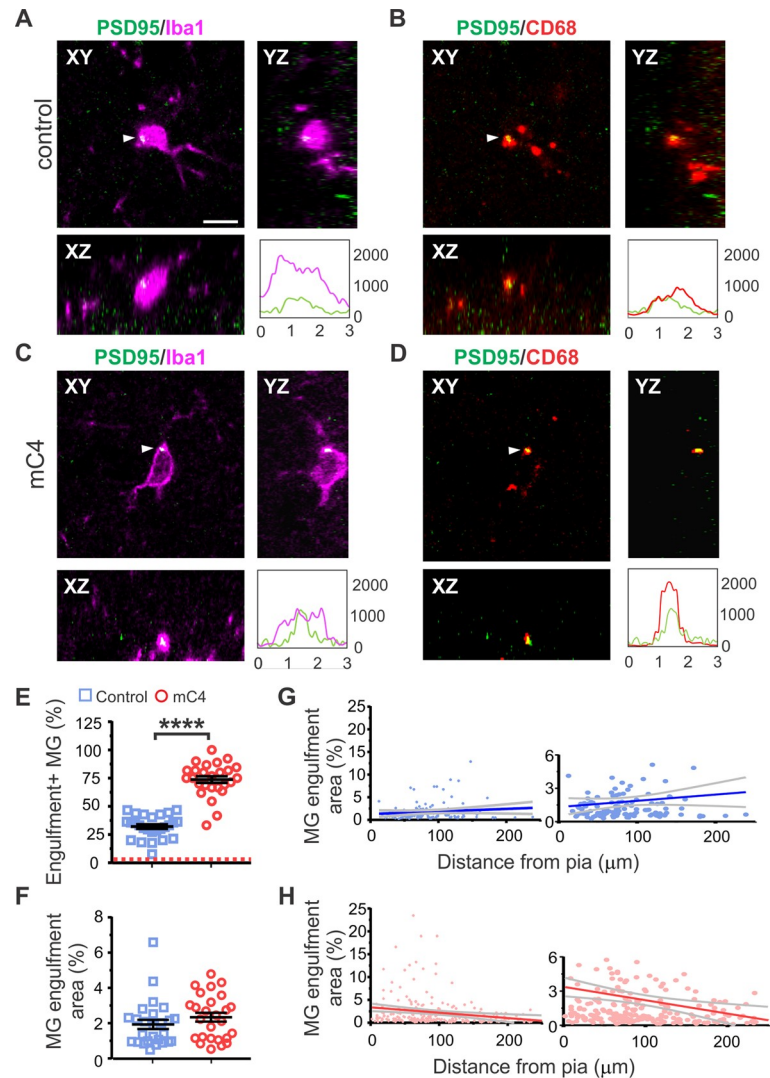 A
PSD95/Iba1
B
PSD95/CD68
control
XY
YZ
XY
YZ
XZ
2000
1000
0
0 1 2 3
XZ
2000
1000
0
0 1 2 3
C
PSD95/Iba1
D
PSD95/CD68
mC4
XY
YZ
XY
YZ
XZ
2000
1000
0
0 1 2 3
XZ
2000
1000
0
0 1 2 3
E
Control mC4
Engulfment+ MG (%)
125
100
75
50
25
0
****
G
MG engulfment
area (%)
25
20
15
10
5
0
0 100 200
6
3
0
0 100 200
Distance from pia (μm)
F
MG engulfment
area (%)
8
6
4
2
0
H
MG engulfment
area (%)
25
20
15
10
5
0
0 100 200
6
3
0
0 100 200
Distance from pia (μm)